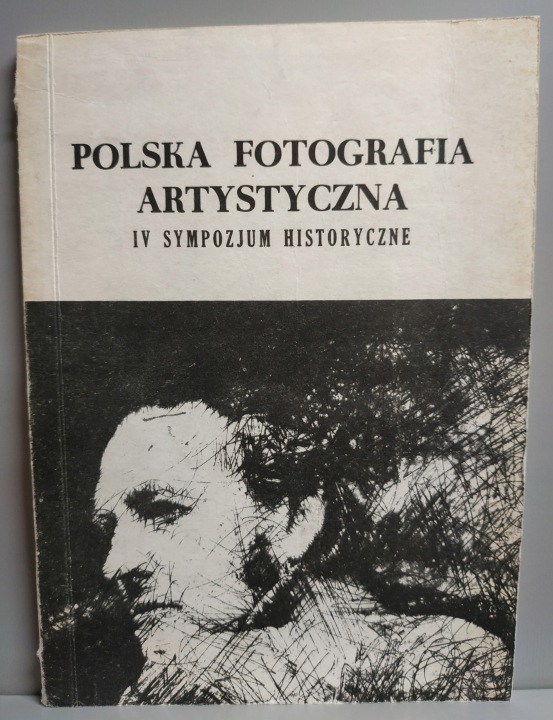 POLSKA FOTOGRAFIA
ARTYSTYCZNA
IV SYMPOZJUM HISTORYCZNE